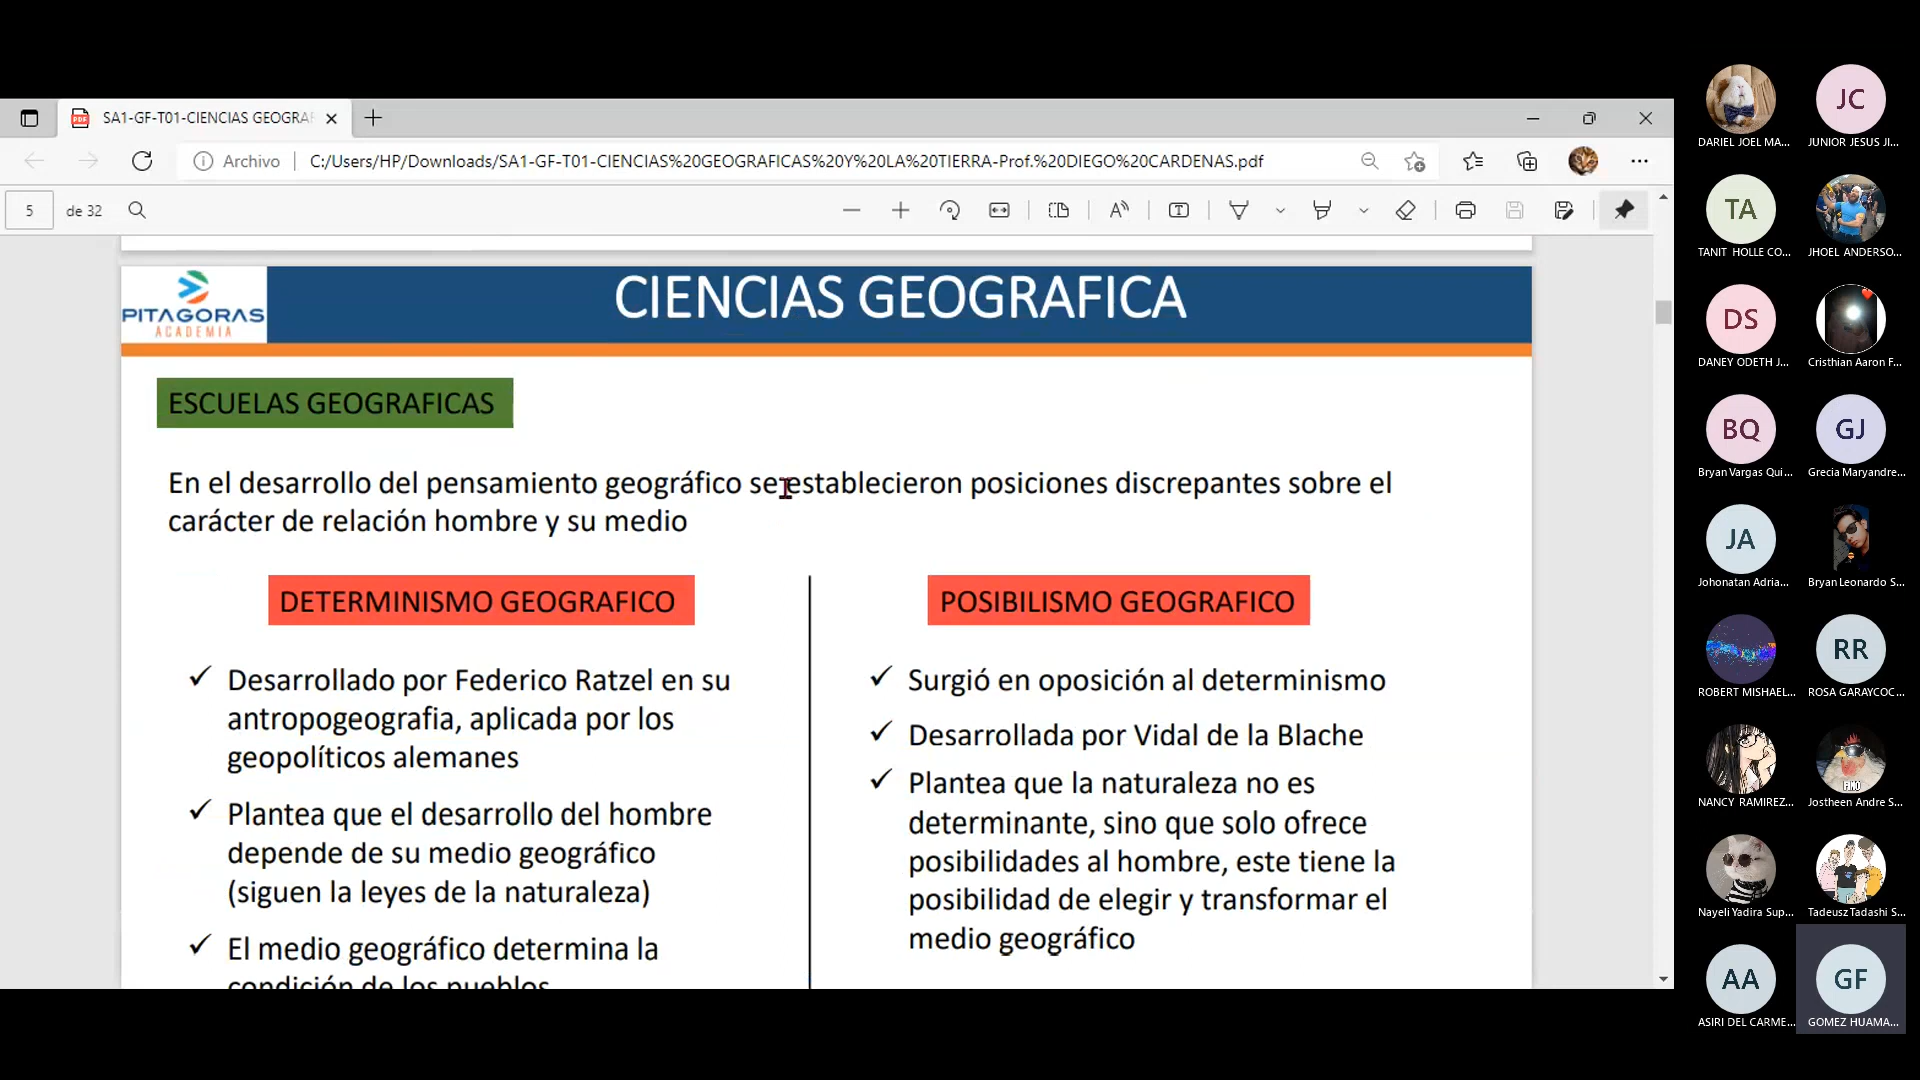 SA1-GF-T01-CIENCIAS GEOGRAF
Archivo
C:/Users/HP/Downloads/SA1-GF-T01-CIENCIAS%20GEOGRAFICAS%20Y%20LA%20TIERRA-Prof.%20DIEGO%20CARDENAS.pdf
5 de 32
PITAGORAS
ACADEMIA
CIENCIAS GEOGRAFICA
ESCUELAS GEOGRAFICAS
En el desarrollo del pensamiento geográfico se establecieron posiciones discrepantes sobre el
carácter de relación hombre y su medio
DETERMINISMO GEOGRAFICO
✓ Desarrollado por Federico Ratzel en su
antropogeografia, aplicada por los
geopolíticos alemanes
✓ Plantea que el desarrollo del hombre
depende de su medio geográfico
(siguen la leyes de la naturaleza)
✓ El medio geográfico determina la
condición de los pueblos
POSIBILISMO GEOGRAFICO
✓ Surgió en oposición al determinismo
✓ Desarrollada por Vidal de la Blache
✓ Plantea que la naturaleza no es
determinante, sino que solo ofrece
posibilidades al hombre, este tiene la
posibilidad de elegir y transformar el
medio geográfico
DARIEL JOEL MA...
JC
JUNIOR JESUS JI...
TA
TANIT HOLLE CO...
JHOEL ANDERSO...
DS
DANEY ODETH J...
Cristhian Aaron F...
BQ
Bryan Vargas Qui...
GJ
Grecia Maryandre...
JA
Johonatan Adria...
Bryan Leonardo S...
ROBERT MISHAEL...
RR
ROSA GARAYCOC...
NANCY RAMIREZ...
Jostheen Andre S...
Nayeli Yadira Sup...
Tadeusz Tadashi S...
AA
ASIRI DEL CARME...
GF
GOMEZ HUAMA...